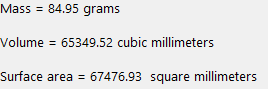 Mass = 84.95 grams
Volume = 65349.52 cubic millimeters
Surface area = 67476.93  square millimeters